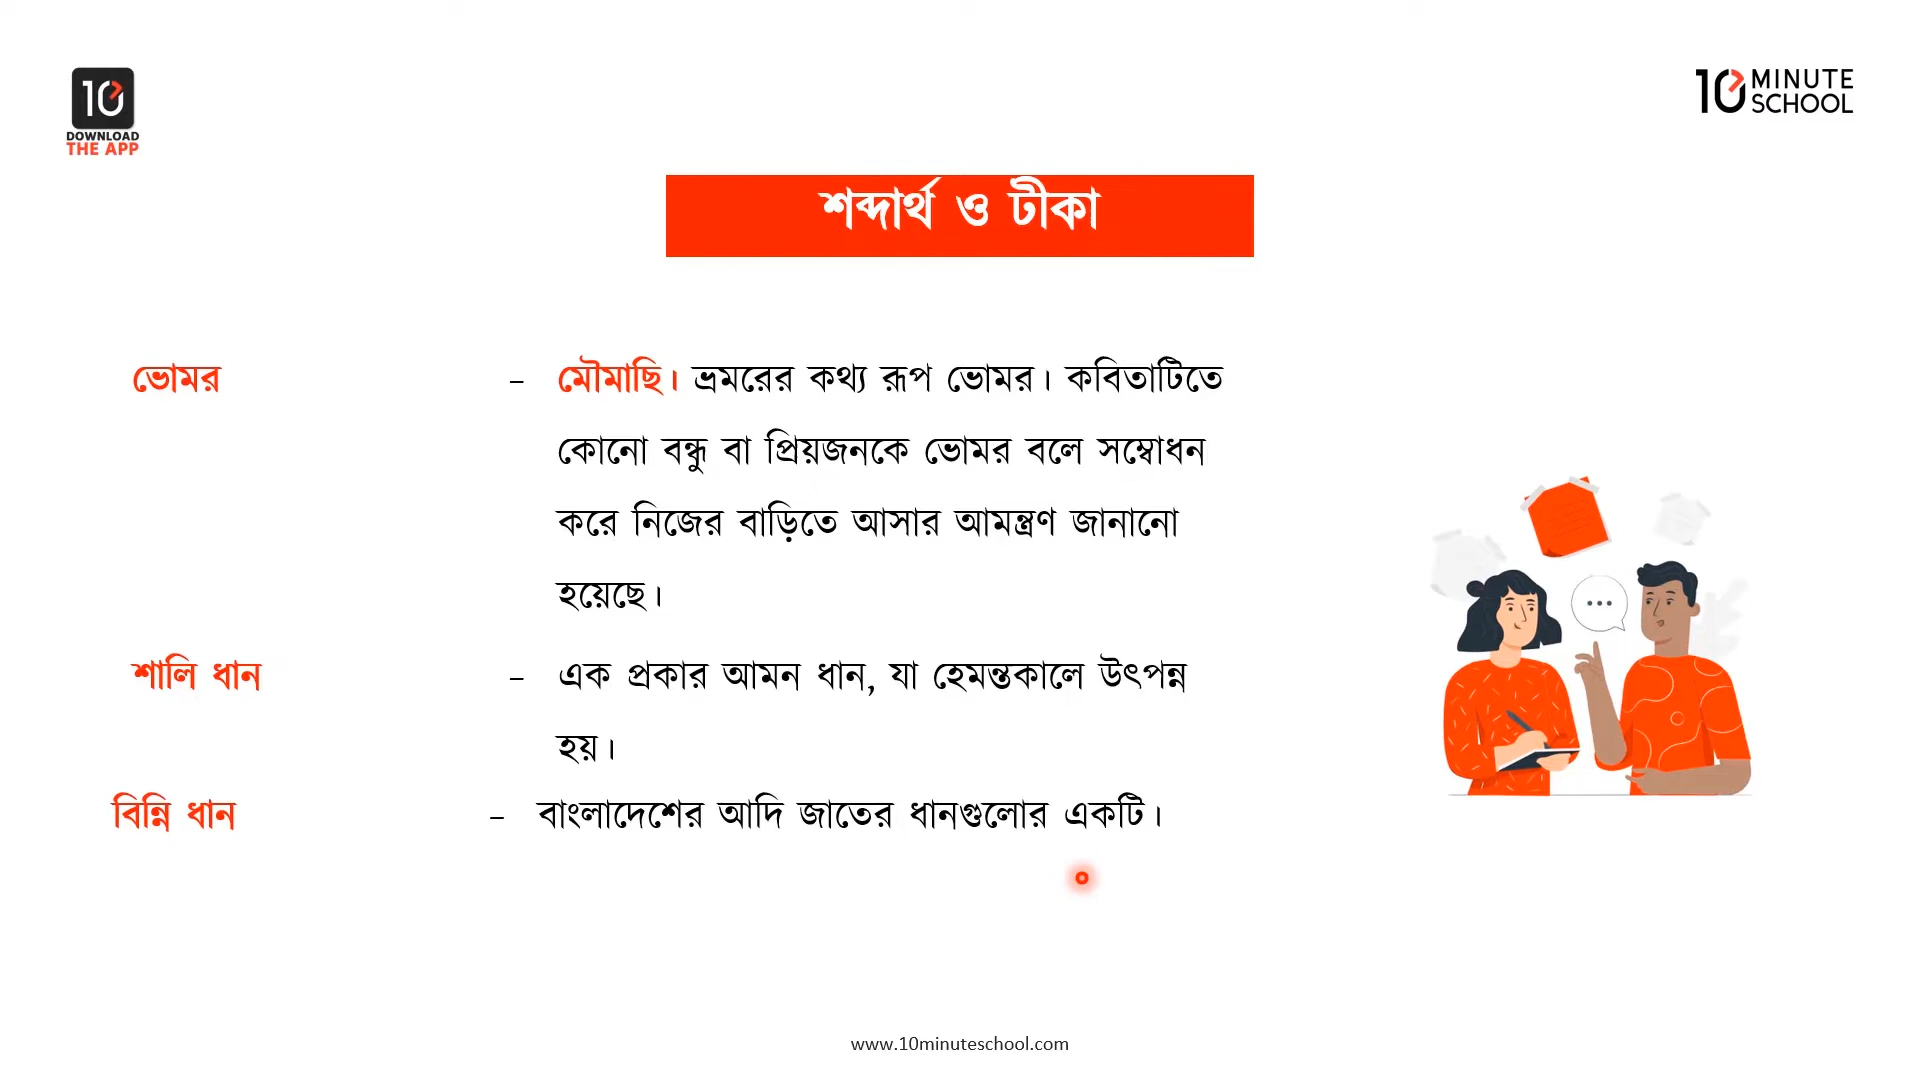 10
DOWNLOAD
THE APP
10 MINUTE
SCHOOL
শব্দার্থ ও টীকা
ভোমর – মৌমাছি। ভ্রমরের কথ্য রূপ ভোমর। কবিতাটিতে
কোনো বন্ধু বা প্রিয়জনকে ভোমর বলে সম্বোধন
করে নিজের বাড়িতে আসার আমন্ত্রণ জানানো
হয়েছে।
শালি ধান – এক প্রকার আমন ধান, যা হেমন্তকালে উৎপন্ন
হয়।
বিন্নি ধান – বাংলাদেশের আদি জাতের ধানগুলোর একটি।
www.10minuteschool.com